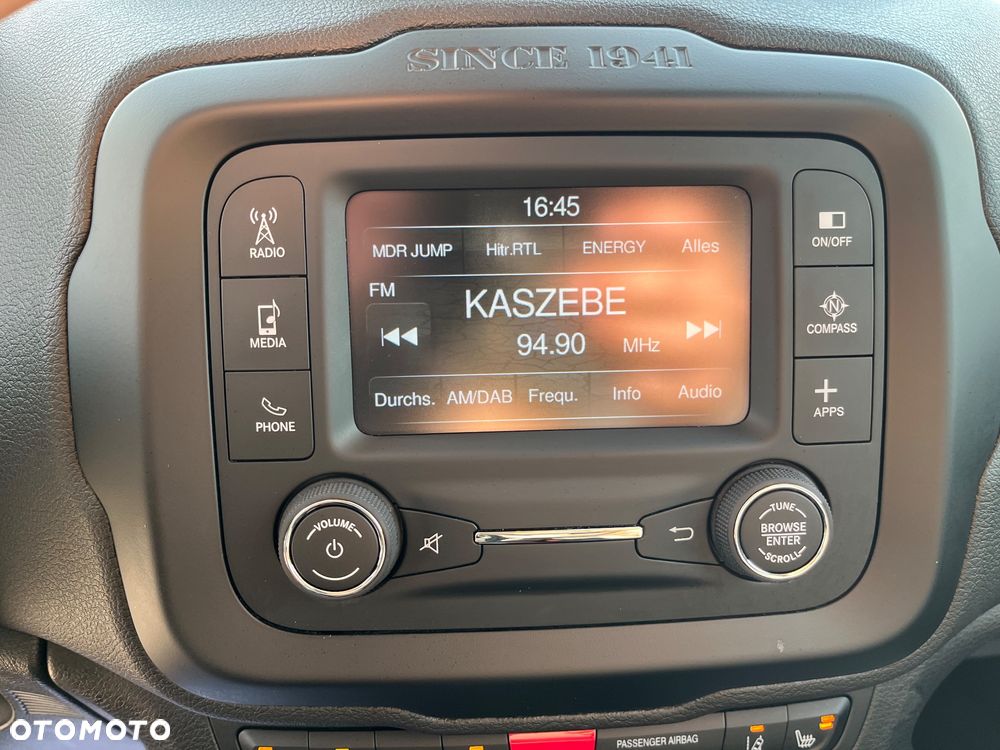 SINCE 1941
16:45
MDR JUMP Hitr.RTL ENERGY Alles
FM
KASZEBE
94.90 MHz
Durchs. AM/DAB Frequ. Info Audio
RADIO
MEDIA
PHONE
ON/OFF
N
COMPASS
APPS
VOLUME
TUNE
BROWSE
ENTER
SCROLL
PASSENGER AIRBAG
OTOMOTO